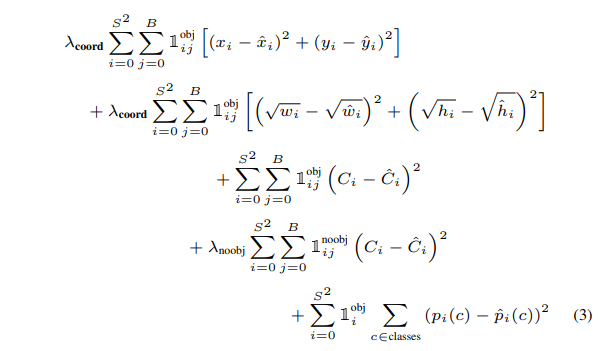 λcoord ∑_{i=0}^{S^2} ∑_{j=0}^{B} 𝟙_{ij}^{obj} [(x_i − x̂_i)^2 + (y_i − ŷ_i)^2]
+ λcoord ∑_{i=0}^{S^2} ∑_{j=0}^{B} 𝟙_{ij}^{obj} [(√w_i − √ŵ_i)^2 + (√h_i − √ĥ_i)^2]
+ ∑_{i=0}^{S^2} ∑_{j=0}^{B} 𝟙_{ij}^{obj} (C_i − Ĉ_i)^2
+ λnoobj ∑_{i=0}^{S^2} ∑_{j=0}^{B} 𝟙_{ij}^{noobj} (C_i − Ĉ_i)^2
+ ∑_{i=0}^{S^2} 𝟙_{i}^{obj} ∑_{c∈classes} (p_i(c) − p̂_i(c))^2 (3)